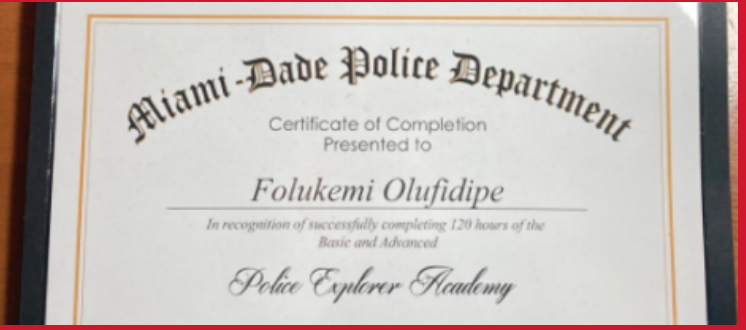 Miami-Dade Police Department
Certificate of Completion
Presented to
Folukemi Olufidipe
In recognition of successfully completing 120 hours of the
Basic and Advanced
Police Explorer Academy